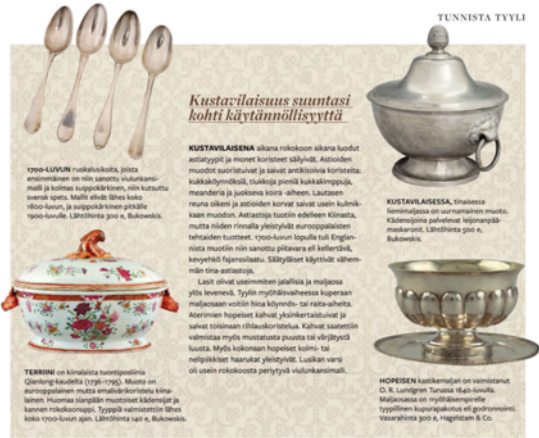 TUNNISTA TYYLI
Kustavilaisuus suuntasi
kohti käytännöllisyyttä
1700-LUVUN ruokalusikoita, joista
ensimmäinen on niin sanottu viulunkansi-
malli ja kolmas suippokärkinen, niin kutsuttu
svensk spets. Mallit elivät lähes koko
1800-luvun, ja suippokärkinen pitkälle
1900-luvulle. Lähtöhinta 300 e, Bukowskis.
KUSTAVILAISENA aikana rokokoon aikana luodut
astiatyypit ja monet koristeet säilyivät. Astioiden
muodot suoristuivat ja saivat antiikisoivia koristeita:
kukkaköynnöksiä, tiukkoja pieniä kukkakimppuja,
meanderia ja juokseva koira -aiheen. Lautasen
reuna oikeni ja astioiden korvat saivat usein kulmik-
kaan muodon. Astiastoja tuotiin edelleen Kiinasta,
mutta niiden rinnalla yleistyivät eurooppalaisten
tehtaiden tuotteet. 1700-luvun lopulla tuli Englan-
nista muotiin niin sanottu piitavara eli kellertävä,
kevyehkö fajanssilaatu. Säätyläiset käyttivät vähem-
män tina-astiastoja.
Lasit olivat useimmiten jalallisia ja maljaosa
ylös levenevä. Tyylin myöhäisvaiheessa kuperaan
maljaosaan voitiin hioa köynnös- tai raita-aiheita.
Aterimien hopeiset kahvat yksinkertaistuivat ja
saivat toisinaan rihlauskoristelua. Kahvat saatettiin
valmistaa myös mustatusta puusta tai värjätystä
luusta. Myös kokonaan hopeiset kolmi- tai
nelipiikkiset haarukat yleistyivät. Lusikan varsi
oli usein rokokoosta periytyvä viulunkansimalli.
KUSTAVILAISESSA, tinaisessa
liemimaljassa on uurnamainen muoto.
Kädensijoina palvelevat leijonanpää-
maskaronit. Lähtöhinta 500 e,
Bukowskis.
TERRIINI on kiinalaista tuontiposliinia
Qianlong-kaudelta (1736–1795). Muoto on
eurooppalainen mutta emalivärikoristelu kiina-
lainen. Huomaa sianpään muotoiset kädensijat ja
kannen rokokoonuppi. Tyyppiä valmistettiin lähes
koko 1700-luvun ajan. Lähtöhinta 140 e, Bukowskis.
HOPEISEN kastikemaljan on valmistanut
O. R. Lundgren Turussa 1840-luvulla.
Maljaosassa on myöhäisempirelle
tyypillinen kupurapakotus eli godronnointi.
Vasarahinta 300 e, Hagelstam & Co.